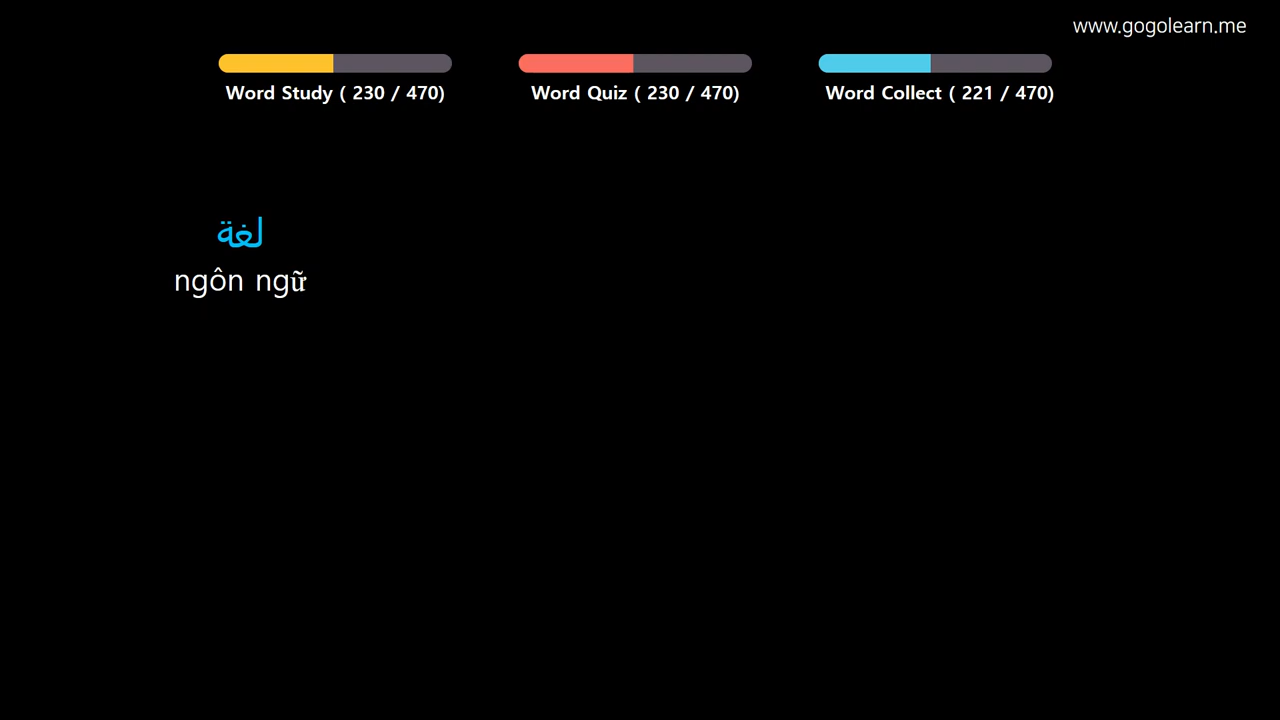 www.gogolearn.me
Word Study ( 230 / 470)
Word Quiz ( 230 / 470)
Word Collect ( 221 / 470)
لغة
ngôn ngữ